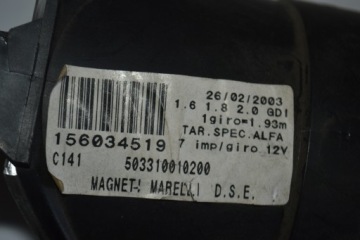 26/02/2003
1.6 1.8 2.0 GDI
1giro=1.93m
TAR.SPEC.ALFA
156034519 7 imp/giro 12V
C141 503310010200
MAGNETI MARELLI D.S.E.